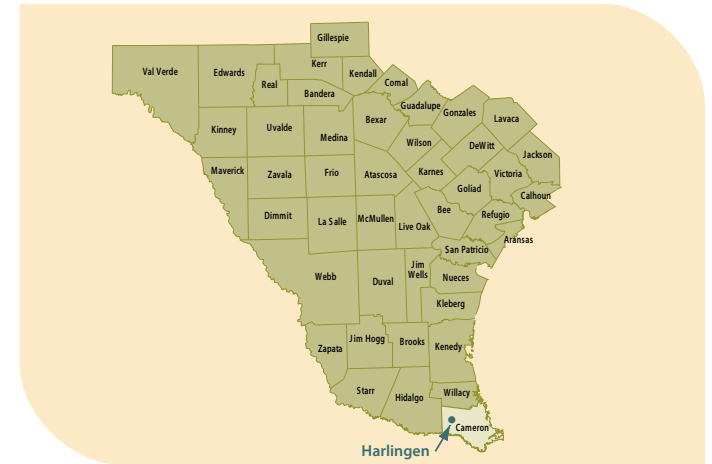 Gillespie
Val Verde
Edwards
Kerr
Real
Kendall
Bandera
Comal
Guadalupe
Gonzales
Lavaca
Bexar
Kinney
Uvalde
Medina
Wilson
DeWitt
Jackson
Maverick
Zavala
Frio
Atascosa
Karnes
Victoria
Goliad
Calhoun
Dimmit
La Salle
McMullen
Live Oak
Bee
Refugio
Aransas
San Patricio
Webb
Duval
Jim
Wells
Nueces
Kleberg
Zapata
Jim Hogg
Brooks
Kenedy
Starr
Hidalgo
Willacy
Cameron
Harlingen